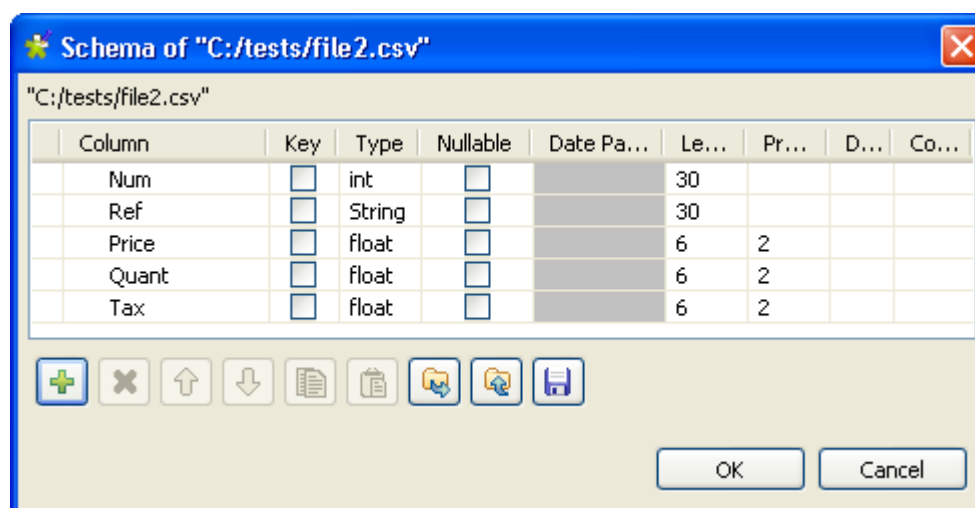 Schema of "C:/tests/file2.csv"
"C:/tests/file2.csv"
Column Key Type Nullable Date Pa... Le... Pr... D... Co...
Num int 30
Ref String 30
Price float 6 2
Quant float 6 2
Tax float 6 2
OK Cancel